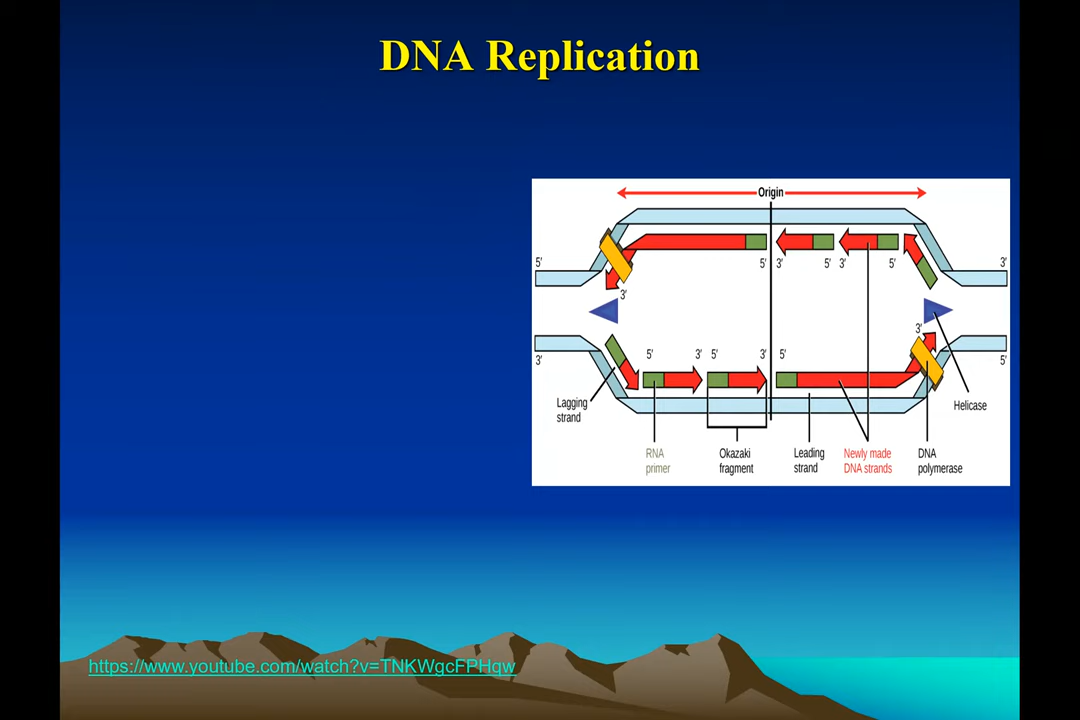 DNA Replication
Origin
5′
3′
5′
3′
5′
3′
5′
3′
3′
3′
5′
5′
3′
5′
3′
5′
Lagging
strand
RNA
primer
Okazaki
fragment
Leading
strand
Newly made
DNA strands
DNA
polymerase
Helicase
https://www.youtube.com/watch?v=TNKWgcFPHqw